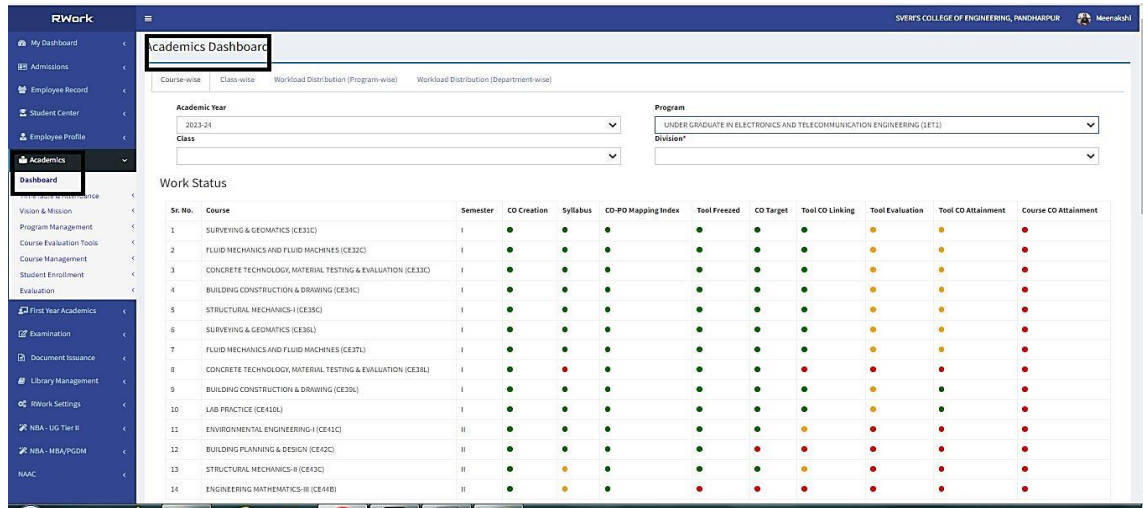 RWork
SVERI'S COLLEGE OF ENGINEERING, PANDHARPUR Meenakshi
My Dashboard
Admissions
Employee Record
Student Center
Employee Profile
Academics
Dashboard
TimeTable & Attendance
Vision & Mission
Program Management
Course Evaluation Tools
Course Management
Student Enrollment
Evaluation
First Year Academics
Examination
Document Issuance
Library Management
RWork Settings
NBA - UG Tier II
NBA - MBA/PGDM
NAAC
Academics Dashboard
Course-wise Class-wise Workload Distribution (Program-wise) Workload Distribution (Department-wise)
Academic Year Program
2023-24 UNDER GRADUATE IN ELECTRONICS AND TELECOMMUNICATION ENGINEERING (1ET1)
Class Division*
Work Status
Sr. No. Course Semester CO Creation Syllabus CO-PO Mapping Index Tool Freezed CO Target Tool CO Linking Tool Evaluation Tool CO Attainment Course CO Attainment
1 SURVEYING & GEOMATICS (CE31C) I
2 FLUID MECHANICS AND FLUID MACHINES (CE32C) I
3 CONCRETE TECHNOLOGY, MATERIAL TESTING & EVALUATION (CE33C) I
4 BUILDING CONSTRUCTION & DRAWING (CE34C) I
5 STRUCTURAL MECHANICS-I (CE35C) I
6 SURVEYING & GEOMATICS (CE36L) I
7 FLUID MECHANICS AND FLUID MACHINES (CE37L) I
8 CONCRETE TECHNOLOGY, MATERIAL TESTING & EVALUATION (CE38L) I
9 BUILDING CONSTRUCTION & DRAWING (CE39L) I
10 LAB PRACTICE (CE410L) I
11 ENVIRONMENTAL ENGINEERING-I (CE41C) II
12 BUILDING PLANNING & DESIGN (CE42C) II
13 STRUCTURAL MECHANICS-II (CE43C) II
14 ENGINEERING MATHEMATICS-III (CE44B) II